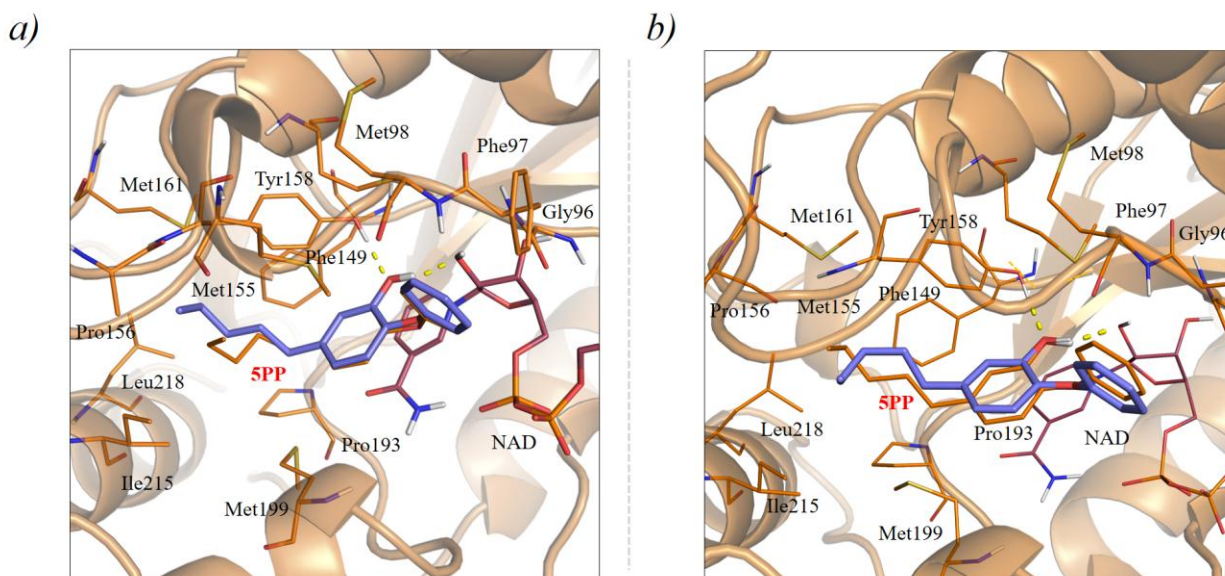 a)
Met98
Phe97
Met161
Tyr158
Gly96
Phe149
Met155
Pro156
5PP
Leu218
Pro193
NAD
Ile215
Met199
b)
Met98
Phe97
Met161
Tyr158
Gly96
Met155
Phe149
Pro156
5PP
Leu218
Pro193
NAD
Ile215
Met199